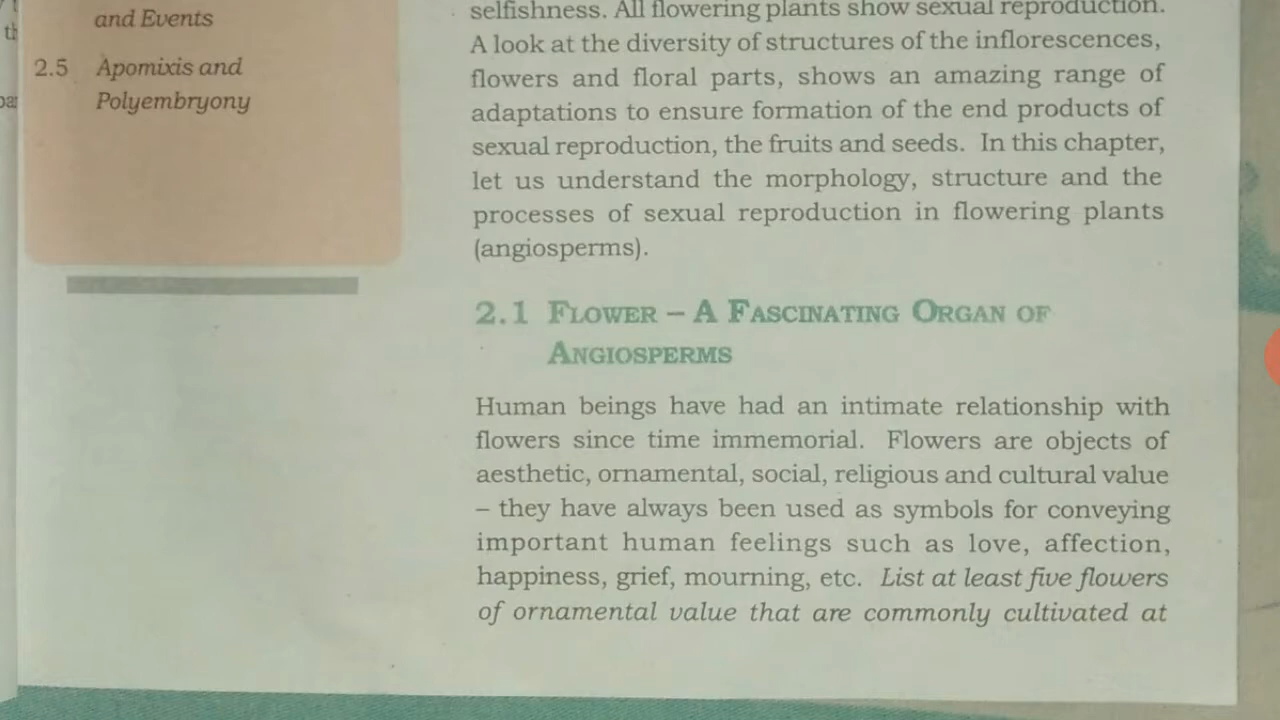 and Events
2.5 Apomixis and
Polyembryony
selfishness. All flowering plants show sexual reproduction.
A look at the diversity of structures of the inflorescences,
flowers and floral parts, shows an amazing range of
adaptations to ensure formation of the end products of
sexual reproduction, the fruits and seeds. In this chapter,
let us understand the morphology, structure and the
processes of sexual reproduction in flowering plants
(angiosperms).
2.1 FLOWER – A FASCINATING ORGAN OF
ANGIOSPERMS
Human beings have had an intimate relationship with
flowers since time immemorial. Flowers are objects of
aesthetic, ornamental, social, religious and cultural value
– they have always been used as symbols for conveying
important human feelings such as love, affection,
happiness, grief, mourning, etc. List at least five flowers
of ornamental value that are commonly cultivated at